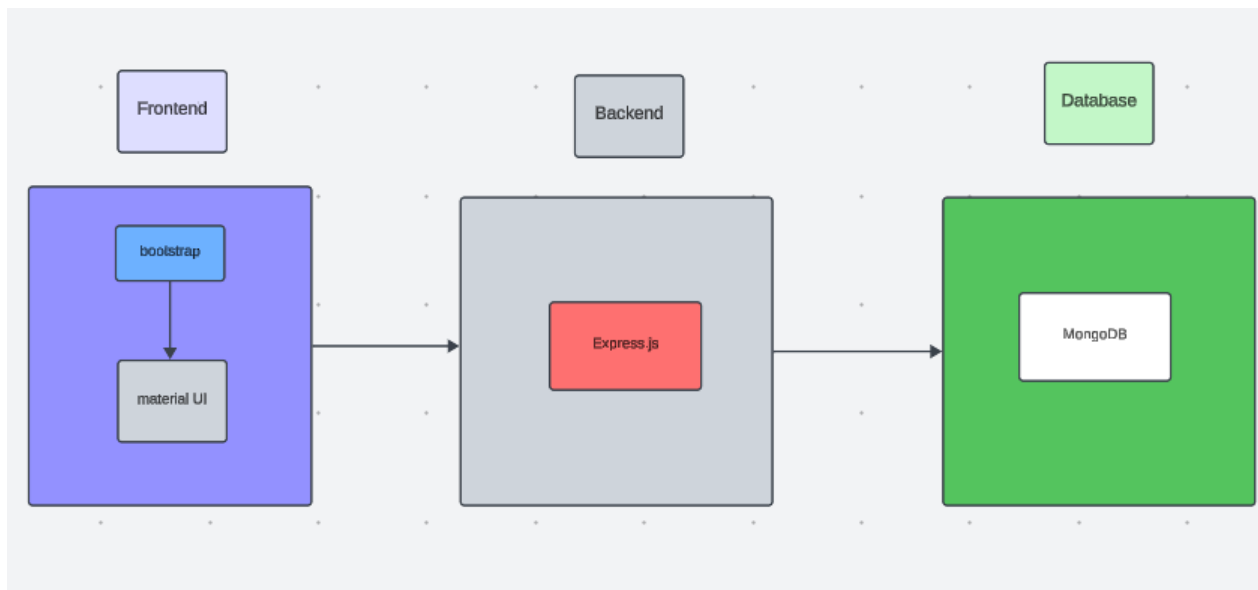 Frontend
Backend
Database
bootstrap
material UI
Express.js
MongoDB